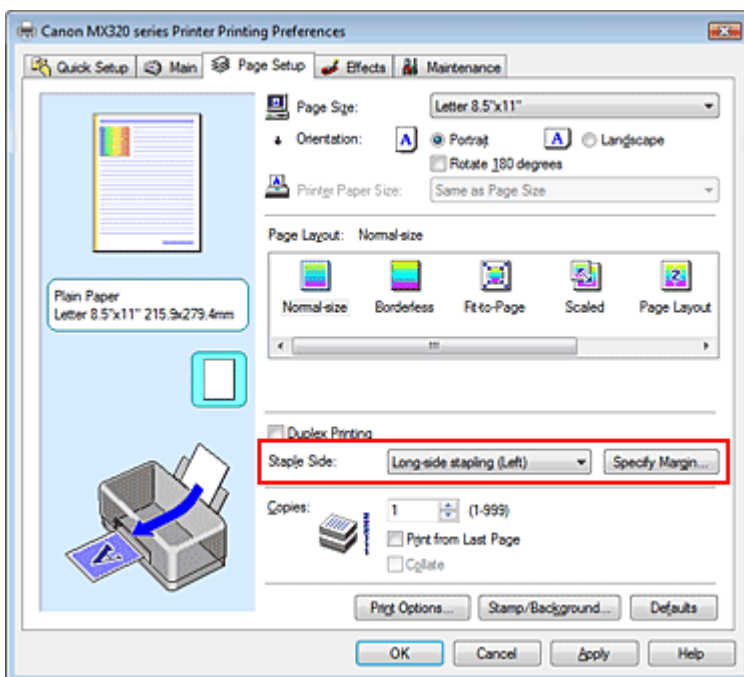 Canon MX320 series Printer Printing Preferences
Quick Setup Main Page Setup Effects Maintenance
Page Size: Letter 8.5"x11"
Orientation: A Portrait A Landscape
Rotate 180 degrees
Printer Paper Size: Same as Page Size
Page Layout: Normal-size
Normal-size Borderless Fit-to-Page Scaled Page Layout
Plain Paper
Letter 8.5"x11" 215.9x279.4mm
Duplex Printing
Staple Side: Long-side stapling (Left) Specify Margin...
Copies: 1 (1-999)
Print from Last Page
Collate
Print Options... Stamp/Background... Defaults
OK Cancel Apply Help